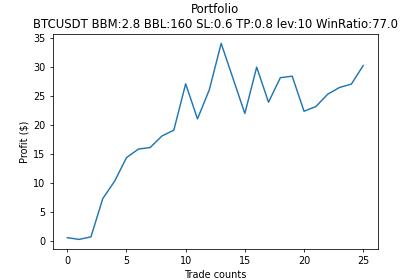 Portfolio
BTCUSDT BBM:2.8 BBL:160 SL:0.6 TP:0.8 lev:10 WinRatio:77.0
35
30
25
20
15
10
5
0
Profit ($)
0 5 10 15 20 25
Trade counts